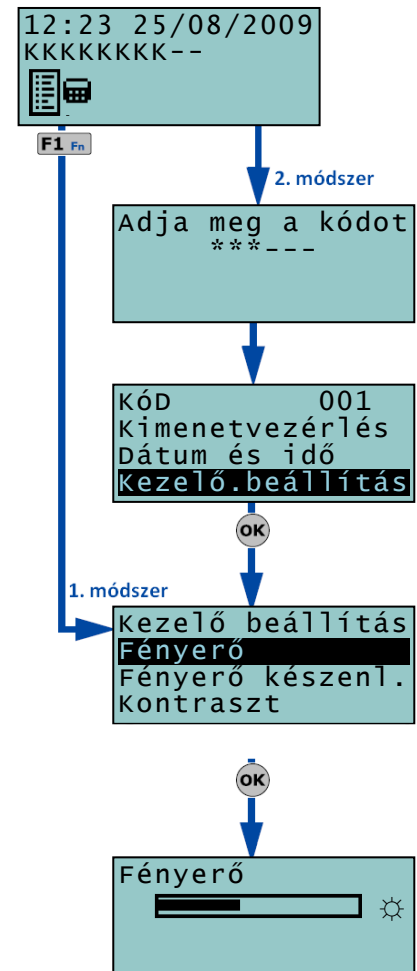 12:23 25/08/2009
KKKKKKKK--
F1 Fn
2. módszer
Adja meg a kódot
***---
KÓD 001
Kimenetvezérlés
Dátum és idő
Kezelő.beállítás
OK
1. módszer
Kezelő beállítás
Fényerő
Fényerő készenl.
Kontraszt
OK
Fényerő